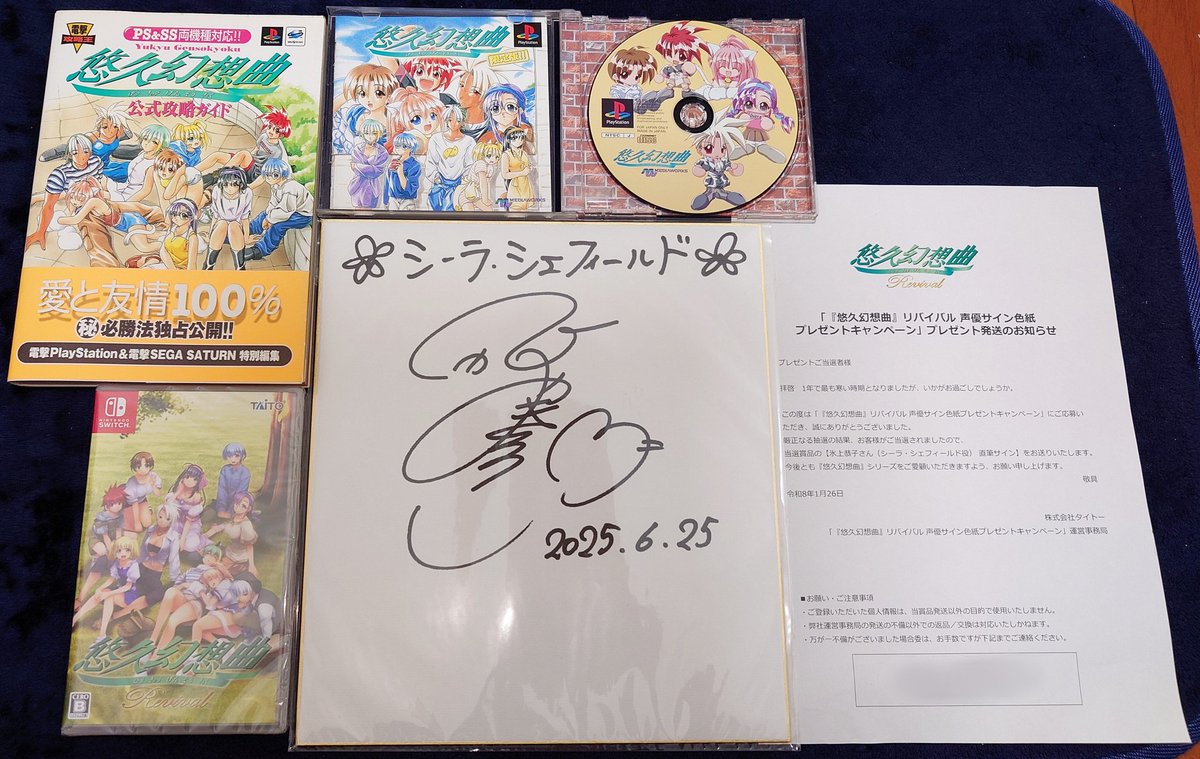 電撃攻略王
PS&SS両機種対応!!
Yukyu Gensokyoku
悠久幻想曲
公式攻略ガイド
愛と友情100%
㊙必勝法独占公開!!
電撃PlayStation&電撃SEGA SATURN 特別編集
悠久幻想曲
PlayStation
悠久幻想曲
MEDIAWORKS
PlayStation
NTSC J
FOR JAPAN ONLY
MADE IN JAPAN
悠久幻想曲
MEDIAWORKS
NINTENDO
SWITCH
TAITO
悠久幻想曲
Revival
CERO
B
シーラ・シェフィールド
2025.6.25
悠久幻想曲
Revival
「『悠久幻想曲』リバイバル 声優サイン色紙
プレゼントキャンペーン」プレゼント発送のお知らせ
プレゼントご当選者様
拝啓 1年で最も寒い時期となりましたが、いかがお過ごしでしょうか。
この度は「『悠久幻想曲』リバイバル 声優サイン色紙プレゼントキャンペーン」にご応募い
ただき、誠にありがとうございました。
厳正なる抽選の結果、お客様がご当選されましたので、
当選賞品の【氷上恭子さん（シーラ・シェフィールド役） 直筆サイン】をお送りいたします。
今後とも『悠久幻想曲』シリーズをご愛顧いただきますよう、お願い申し上げます。
敬具
令和8年1月26日
株式会社タイトー
「『悠久幻想曲』リバイバル 声優サイン色紙プレゼントキャンペーン」運営事務局
■お願い・ご注意事項
・ご登録いただいた個人情報は、当賞品発送以外の目的で使用いたしません。
・弊社運営事務局の発送の不備以外での返品／交換は対応いたしかねます。
・万が一不備がございました場合委は、お手数ですが下記までご連絡ください。